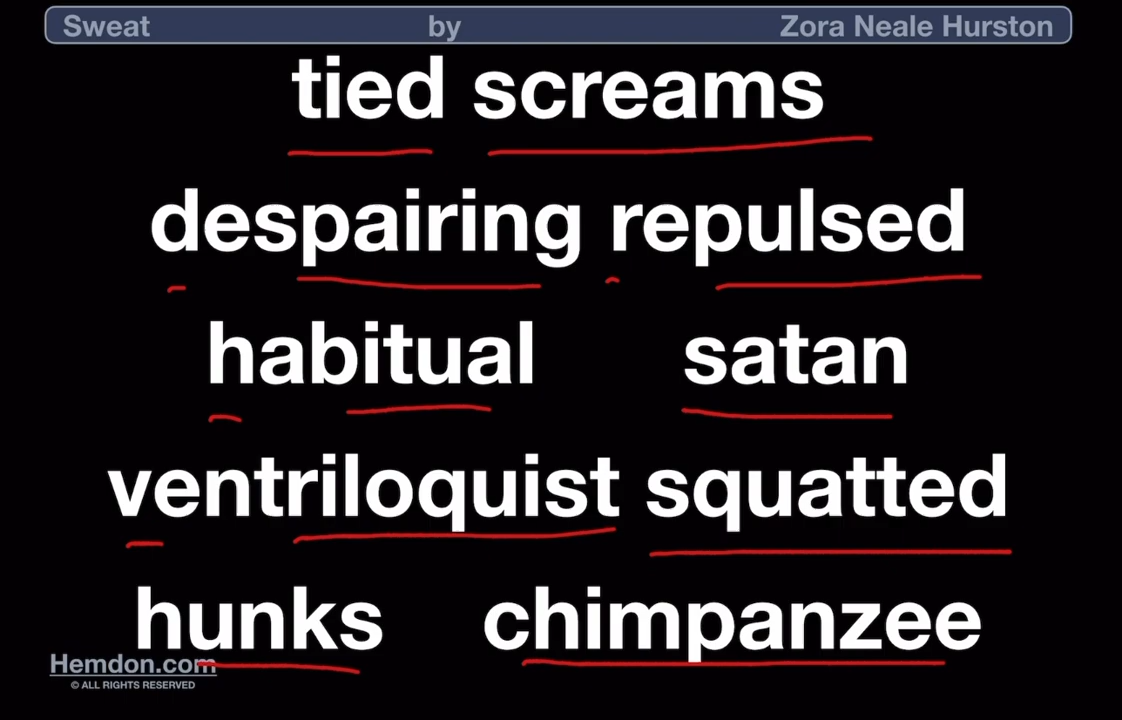 Sweat by Zora Neale Hurston
tied screams
despairing repulsed
habitual satan
ventriloquist squatted
hunks chimpanzee
Hemdon.com
© ALL RIGHTS RESERVED